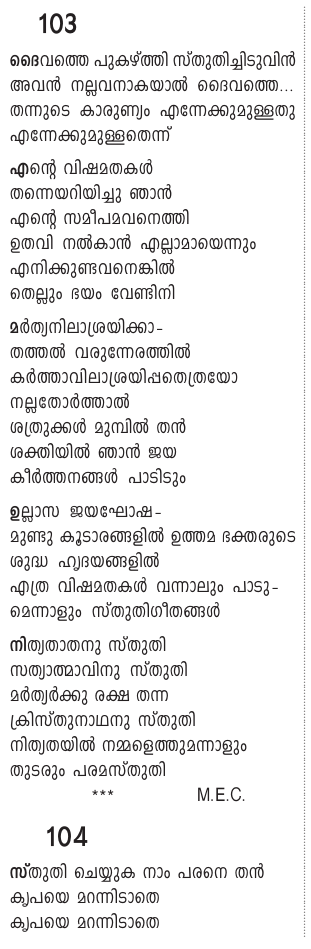 103
ദൈവത്തെ പുകഴ്ത്തി സ്തുതിച്ചിടുവിൻ
അവൻ നല്ലവനാകയാൽ ദൈവത്തെ...
തന്നുടെ കാരുണ്യം എന്നേക്കുമുള്ളതു
എന്നേക്കുമുള്ളതെന്ന്
എന്റെ വിഷമതകൾ
തന്നെയറിയിച്ചു ഞാൻ
എന്റെ സമീപമവനെത്തി
ഉതവി നൽകാൻ എല്ലാമായെന്നും
എനിക്കുണ്ടവനെങ്കിൽ
തെല്ലും ഭയം വേണ്ടിനി
മർത്യനിലാശ്രയിക്കാ-
തത്തൽ വരുന്നേരത്തിൽ
കർത്താവിലാശ്രയിപ്പതെത്രയോ
നല്ലതോർത്താൽ
ശത്രുക്കൾ മുമ്പിൽ തൻ
ശക്തിയിൽ ഞാൻ ജയ
കീർത്തനങ്ങൾ പാടിടും
ഉല്ലാസ ജയഘോഷ-
മുണ്ടു കൂടാരങ്ങളിൽ ഉത്തമ ഭക്തരുടെ
ശുദ്ധ ഹൃദയങ്ങളിൽ
എത്ര വിഷമതകൾ വന്നാലും പാടു-
മെന്നാളും സ്തുതിഗീതങ്ങൾ
നിത്യതാതനു സ്തുതി
സത്യാത്മാവിനു സ്തുതി
മർത്യർക്കു രക്ഷ തന്ന
ക്രിസ്തുനാഥനു സ്തുതി
നിത്യതയിൽ നമ്മളെത്തുമന്നാളും
തുടരും പരമസ്തുതി
*** M.E.C.
104
സ്തുതി ചെയ്യുക നാം പരനെ തൻ
കൃപയെ മറന്നിടാതെ
കൃപയെ മറന്നിടാതെ